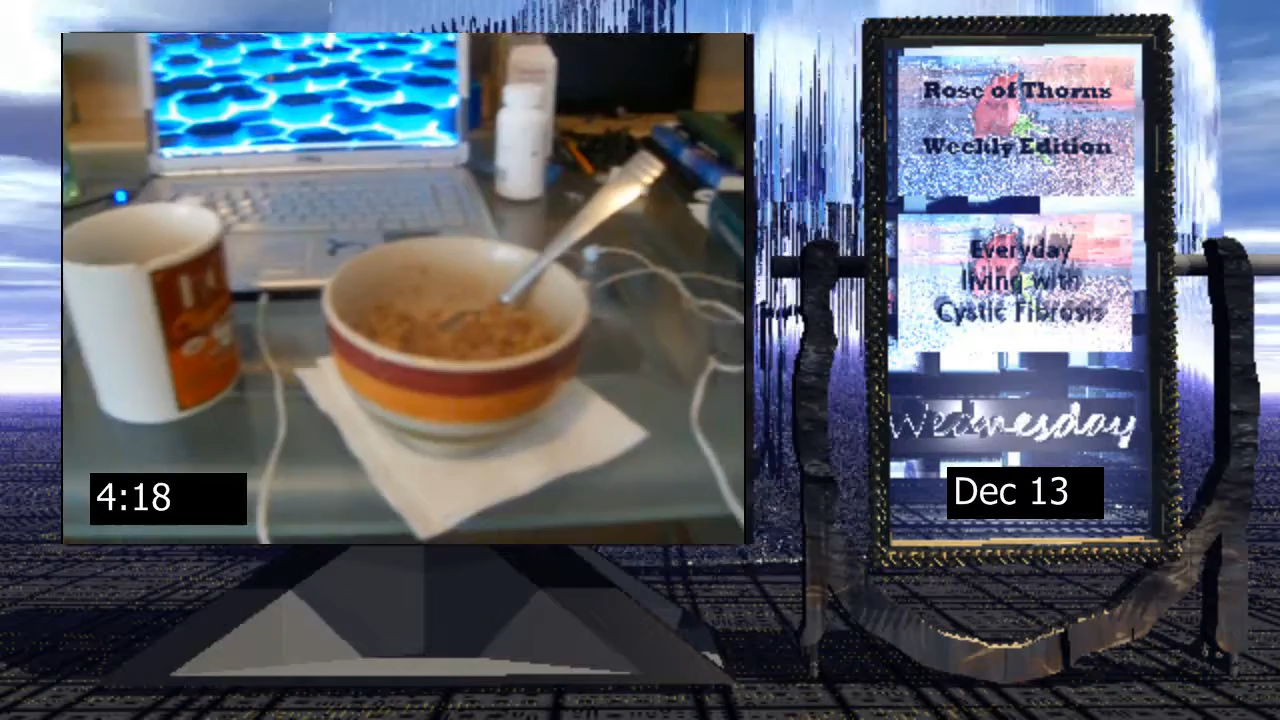 4:18
Rose of Thorns
Weekly Edition
Everyday
living with
Cystic Fibrosis
Wednesday
Dec 13